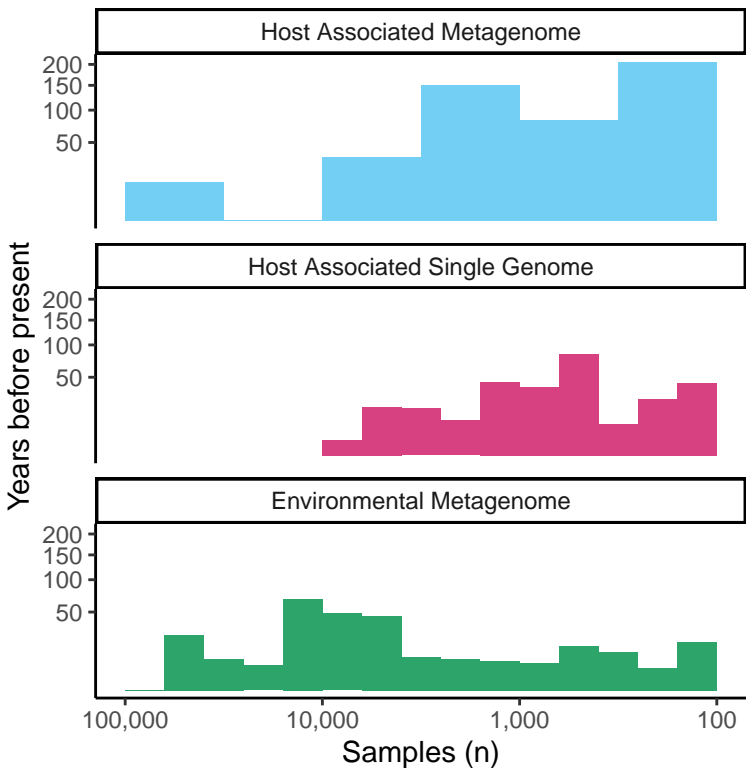 Host Associated Metagenome
200
150
100
50
Host Associated Single Genome
200
150
100
50
Environmental Metagenome
200
150
100
50
Years before present
100,000 10,000 1,000 100
Samples (n)